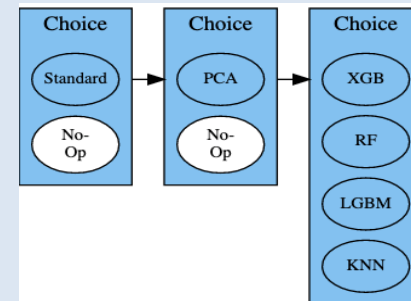 Choice
Standard
No-
Op
Choice
PCA
No-
Op
Choice
XGB
RF
LGBM
KNN